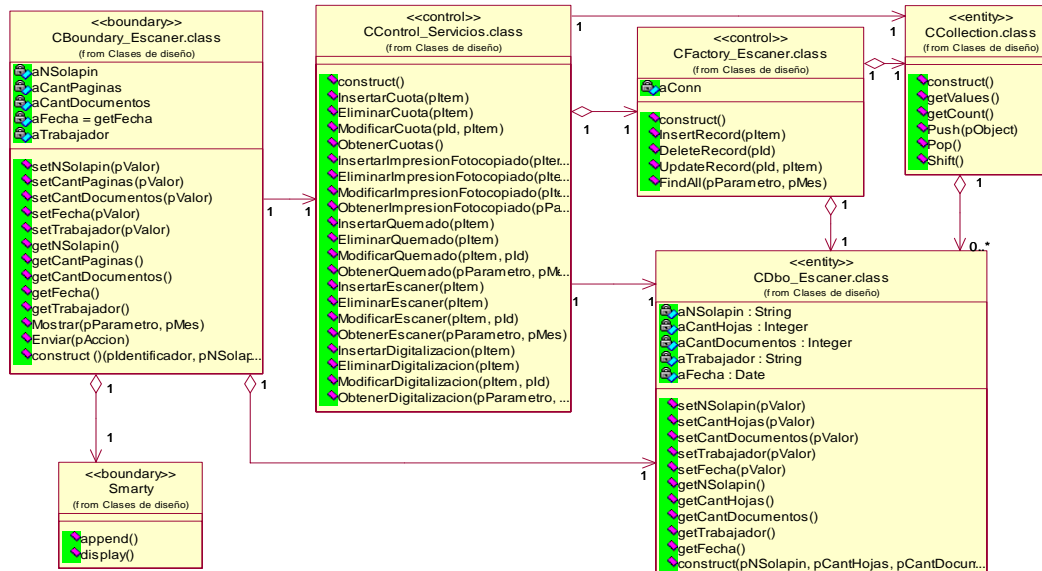 <<boundary>>
CBoundary_Escaner.class
(from Clases de diseño)
aNSolapin
aCantPaginas
aCantDocumentos
aFecha = getFecha
aTrabajador
setNSolapin(pValor)
setCantPaginas(pValor)
setCantDocumentos(pValor)
setFecha(pValor)
setTrabajador(pValor)
getNSolapin()
getCantPaginas()
getCantDocumentos()
getFecha()
getTrabajador()
Mostrar(pParametro, pMes)
Enviar(pAccion)
construct ()(pIdentificador, pNSolap...
1
1
1
1
<<boundary>>
Smarty
(from Clases de diseño)
append()
display()
1
1
<<control>>
CControl_Servicios.class
(from Clases de diseño)
construct()
InsertarCuota(pItem)
EliminarCuota(pItem)
ModificarCuota(pId, pItem)
ObtenerCuotas()
InsertarImpresionFotocopiado(pIter...
EliminarImpresionFotocopiado(pIte...
ModificarImpresionFotocopiado(pIt...
ObtenerImpresionFotocopiado(pPa...
InsertarQuemado(pItem)
EliminarQuemado(pItem)
ModificarQuemado(pItem, pId)
ObtenerQuemado(pParametro, pM...
InsertarEscaner(pItem)
EliminarEscaner(pItem)
ModificarEscaner(pItem, pId)
ObtenerEscaner(pParametro, pMes)
InsertarDigitalizacion(pItem)
EliminarDigitalizacion(pItem)
ModificarDigitalizacion(pItem, pId)
ObtenerDigitalizacion(pParametro, ...
1
1
1
1
1
1
<<control>>
CFactory_Escaner.class
(from Clases de diseño)
aConn
construct()
InsertRecord(pItem)
DeleteRecord(pId)
UpdateRecord(pId, pItem)
FindAll(pParametro, pMes)
1
1
1
1
<<entity>>
CCollection.class
(from Clases de diseño)
construct()
getValues()
getCount()
Push(pObject)
Pop()
Shift()
1
0..*
<<entity>>
CDbo_Escaner.class
(from Clases de diseño)
aNSolapin : String
aCantHojas : Integer
aCantDocumentos : Integer
aTrabajador : String
aFecha : Date
setNSolapin(pValor)
setCantHojas(pValor)
setCantDocumentos(pValor)
setTrabajador(pValor)
setFecha(pValor)
getNSolapin()
getCantHojas()
getCantDocumentos()
getTrabajador()
getFecha()
construct(pNSolapin, pCantHojas, pCantDocum...